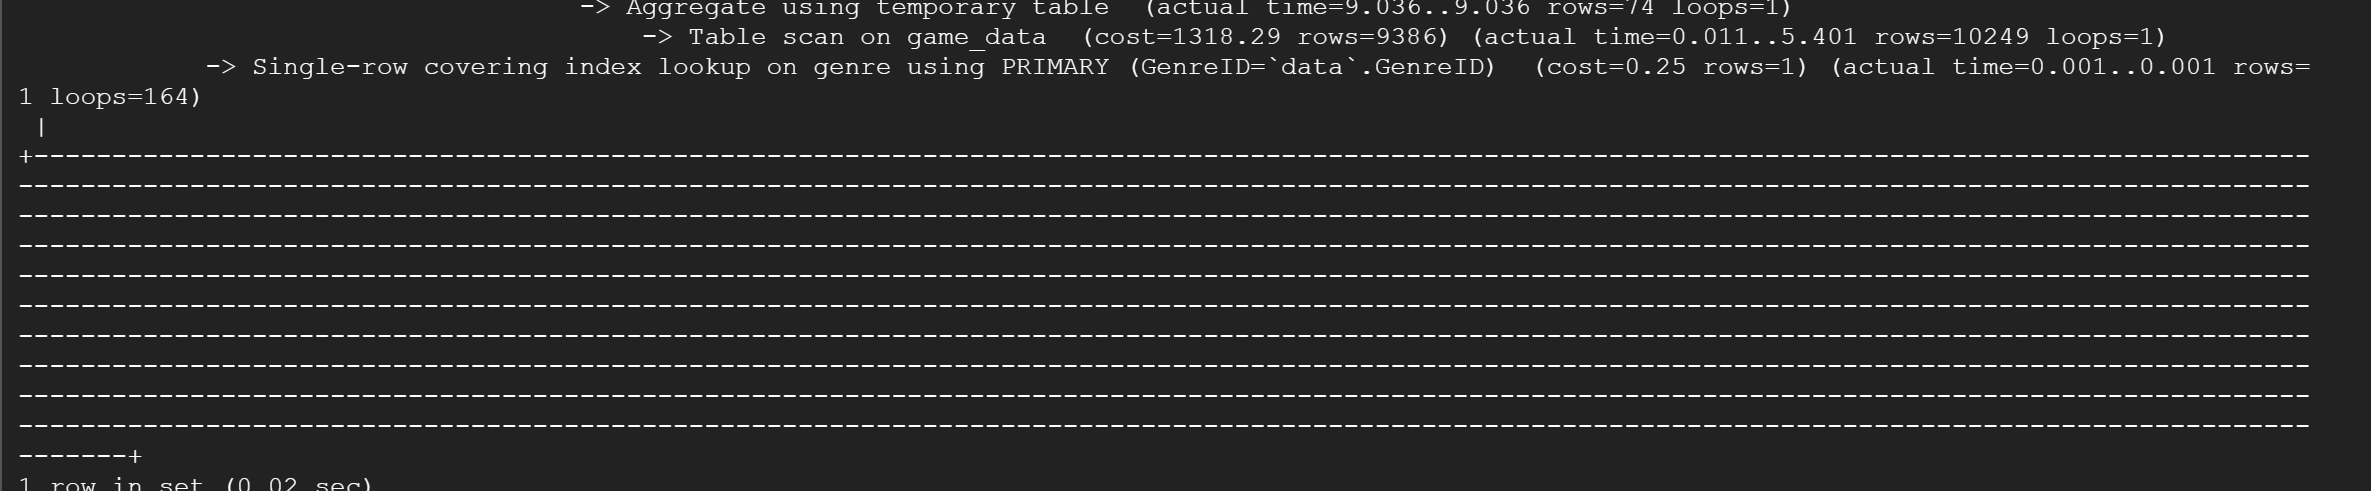 -> Aggregate using temporary table  (actual time=9.036..9.036 rows=74 loops=1)
-> Table scan on game_data  (cost=1318.29 rows=9386) (actual time=0.011..5.401 rows=10249 loops=1)
-> Single-row covering index lookup on genre using PRIMARY (GenreID=`data`.GenreID)  (cost=0.25 rows=1) (actual time=0.001..0.001 rows=
1 loops=164)
|
+---------------------------------------------------------------------------------------------------------------------------------------------------
---------------------------------------------------------------------------------------------------------------------------------------------------
---------------------------------------------------------------------------------------------------------------------------------------------------
---------------------------------------------------------------------------------------------------------------------------------------------------
---------------------------------------------------------------------------------------------------------------------------------------------------
---------------------------------------------------------------------------------------------------------------------------------------------------
---------------------------------------------------------------------------------------------------------------------------------------------------
---------------------------------------------------------------------------------------------------------------------------------------------------
---------------------------------------------------------------------------------------------------------------------------------------------------
---------------------------------------------------------------------------------------------------------------------------------------------------
-------+
1 row in set (0.02 sec)